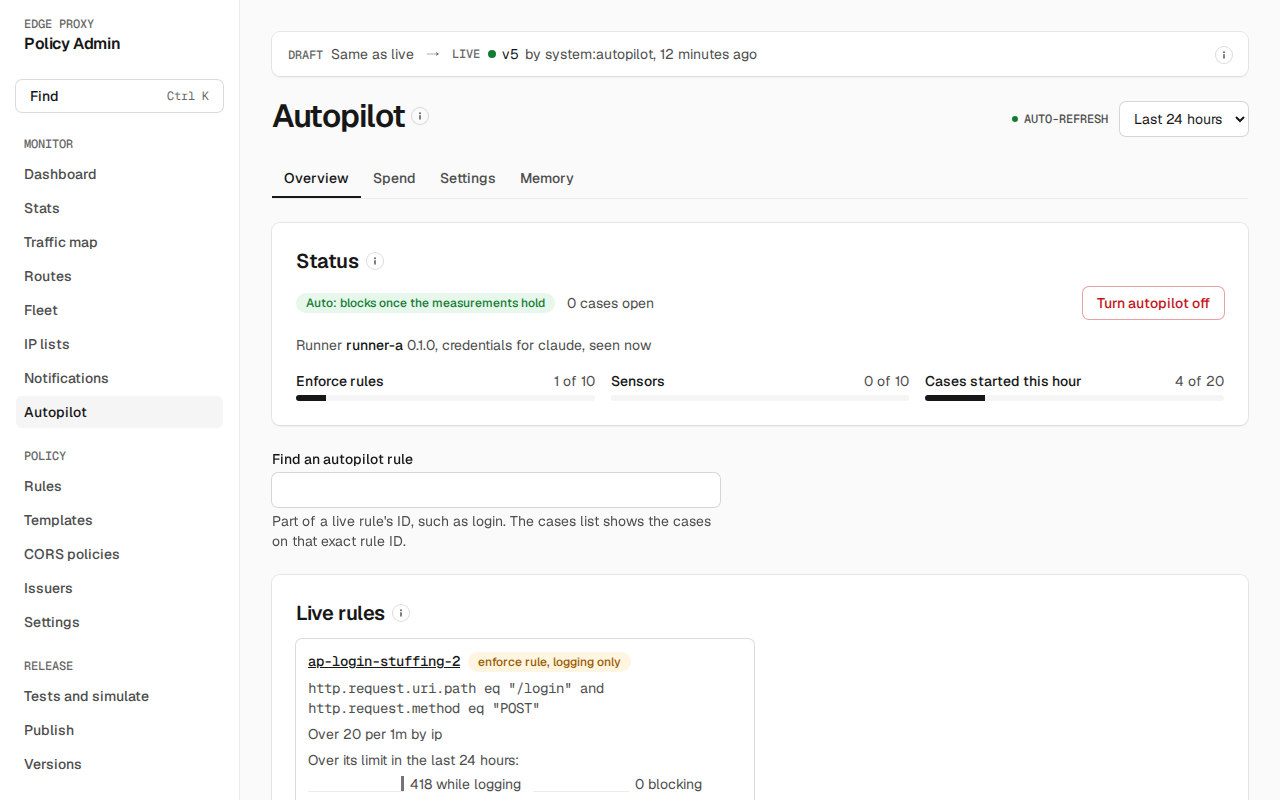 EDGE PROXY
Policy Admin
Find Ctrl K
MONITOR
Dashboard
Stats
Traffic map
Routes
Fleet
IP lists
Notifications
Autopilot
POLICY
Rules
Templates
CORS policies
Issuers
Settings
RELEASE
Tests and simulate
Publish
Versions
DRAFT Same as live → LIVE v5 by system:autopilot, 12 minutes ago
Autopilot
AUTO-REFRESH Last 24 hours
Overview Spend Settings Memory
Status
Auto: blocks once the measurements hold 0 cases open Turn autopilot off
Runner runner-a 0.1.0, credentials for claude, seen now
Enforce rules 1 of 10 Sensors 0 of 10 Cases started this hour 4 of 20
Find an autopilot rule
Part of a live rule's ID, such as login. The cases list shows the cases
on that exact rule ID.
Live rules
ap-login-stuffing-2 enforce rule, logging only
http.request.uri.path eq "/login" and
http.request.method eq "POST"
Over 20 per 1m by ip
Over its limit in the last 24 hours:
418 while logging 0 blocking